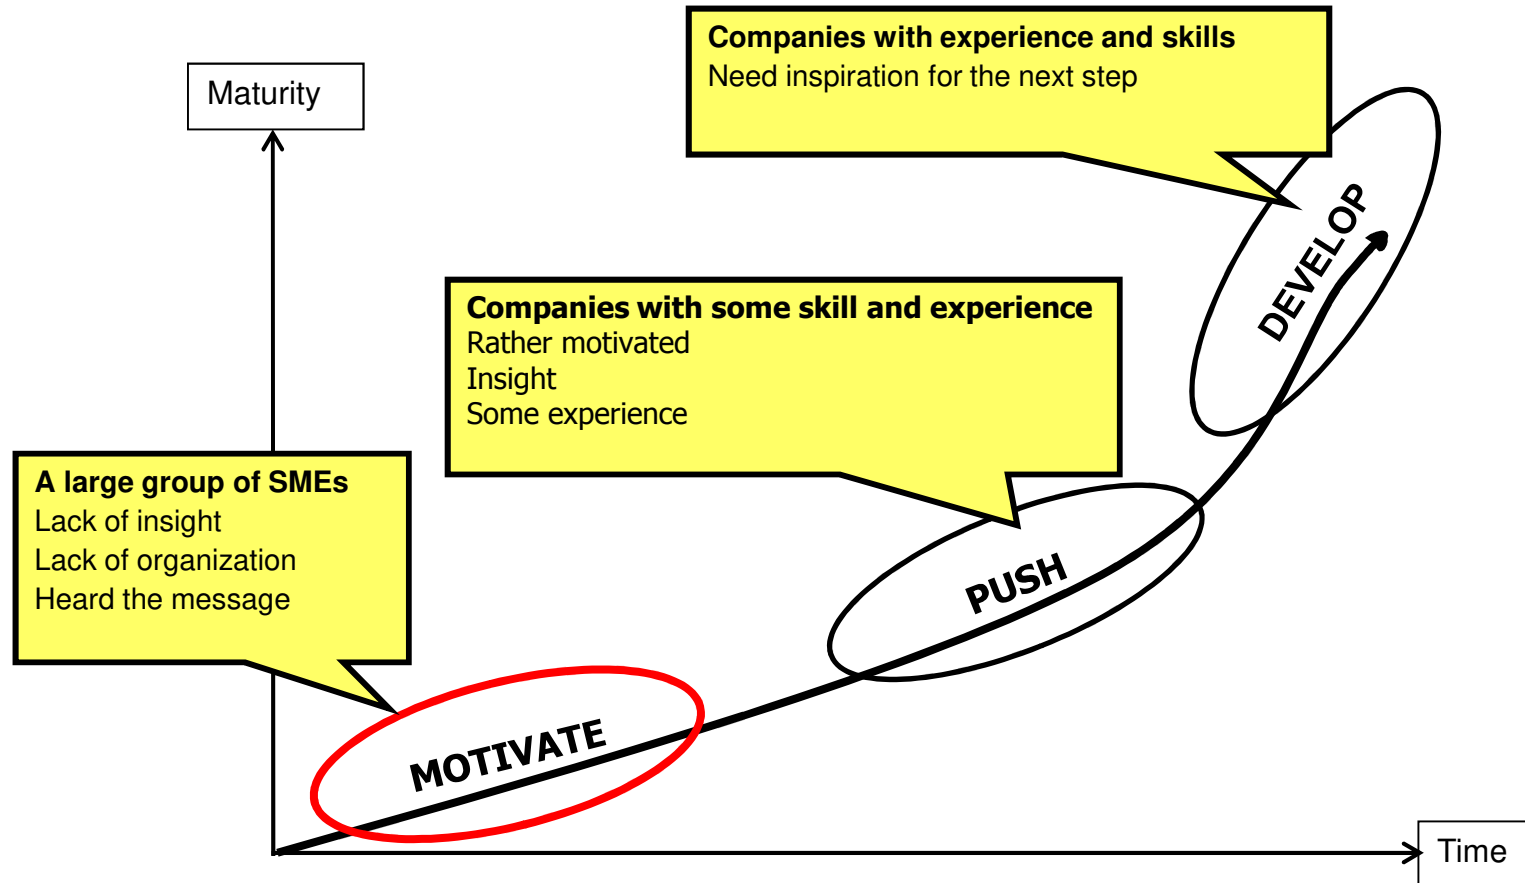 Companies with experience and skills
Need inspiration for the next step
Maturity
DEVELOP
Companies with some skill and experience
Rather motivated
Insight
Some experience
A large group of SMEs
Lack of insight
Lack of organization
Heard the message
PUSH
MOTIVATE
Time